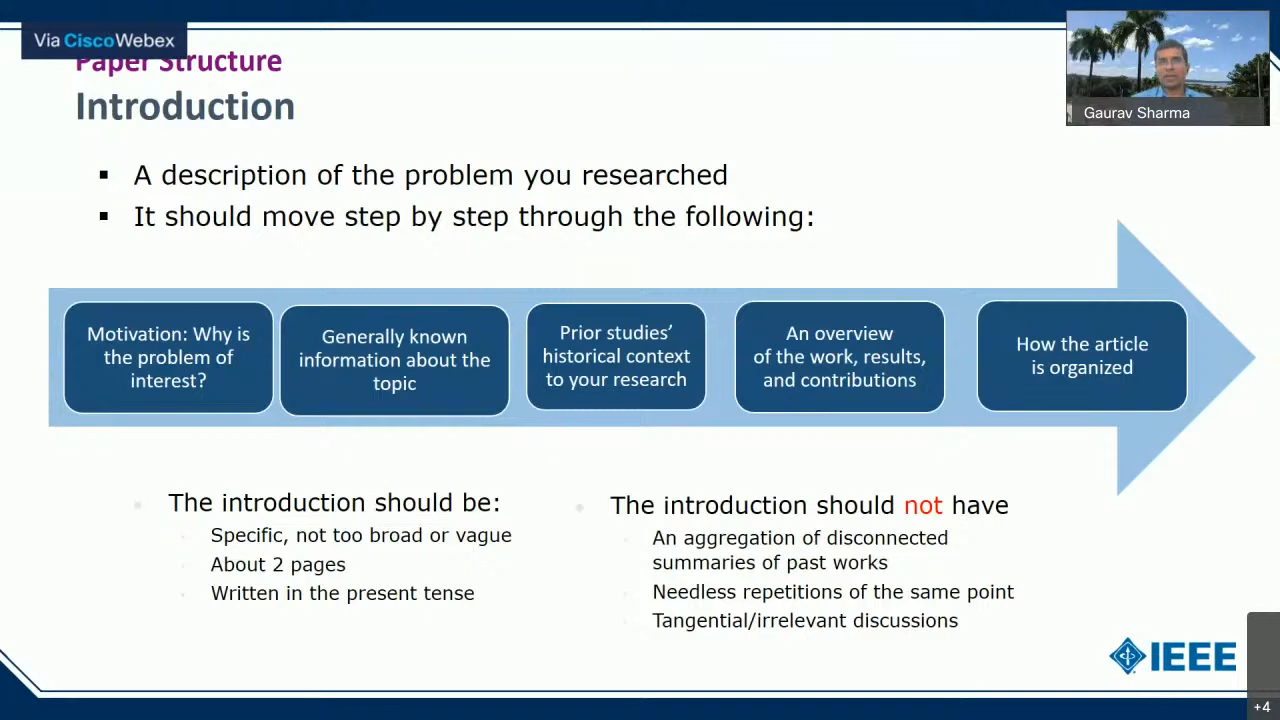 Via CiscoWebex
Paper Structure
Introduction
Gaurav Sharma
A description of the problem you researched
It should move step by step through the following:
Motivation: Why is
the problem of
interest?
Generally known
information about the
topic
Prior studies’
historical context
to your research
An overview
of the work, results,
and contributions
How the article
is organized
The introduction should be:
Specific, not too broad or vague
About 2 pages
Written in the present tense
The introduction should not have
An aggregation of disconnected
summaries of past works
Needless repetitions of the same point
Tangential/irrelevant discussions
IEEE
+4